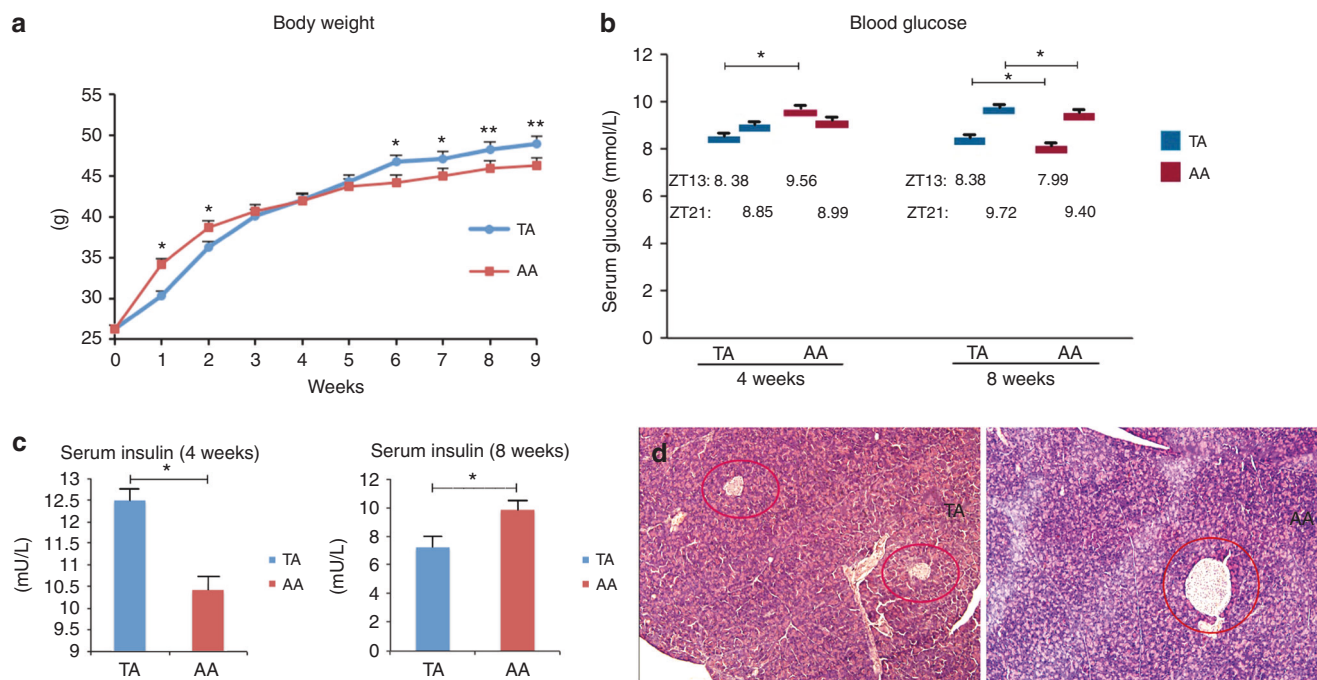 a
Body weight
(g)
55
50
45
40
35
30
25
* * * * ** **
TA
AA
0 1 2 3 4 5 6 7 8 9
Weeks
b
Blood glucose
Serum glucose (mmol/L)
12
10
8
6
4
2
0
* * *
ZT13: 8.38 9.56 ZT13: 8.38 7.99
ZT21: 8.85 8.99 ZT21: 9.72 9.40
TA
AA
TA AA TA AA
4 weeks 8 weeks
c
Serum insulin (4 weeks)
*
(mU/L)
12.5
13
11.5
12
10.5
11
9.5
10
9
TA
AA
TA AA
Serum insulin (8 weeks)
*
(mU/L)
12
10
8
6
4
2
0
TA
AA
TA AA
d
TA
AA